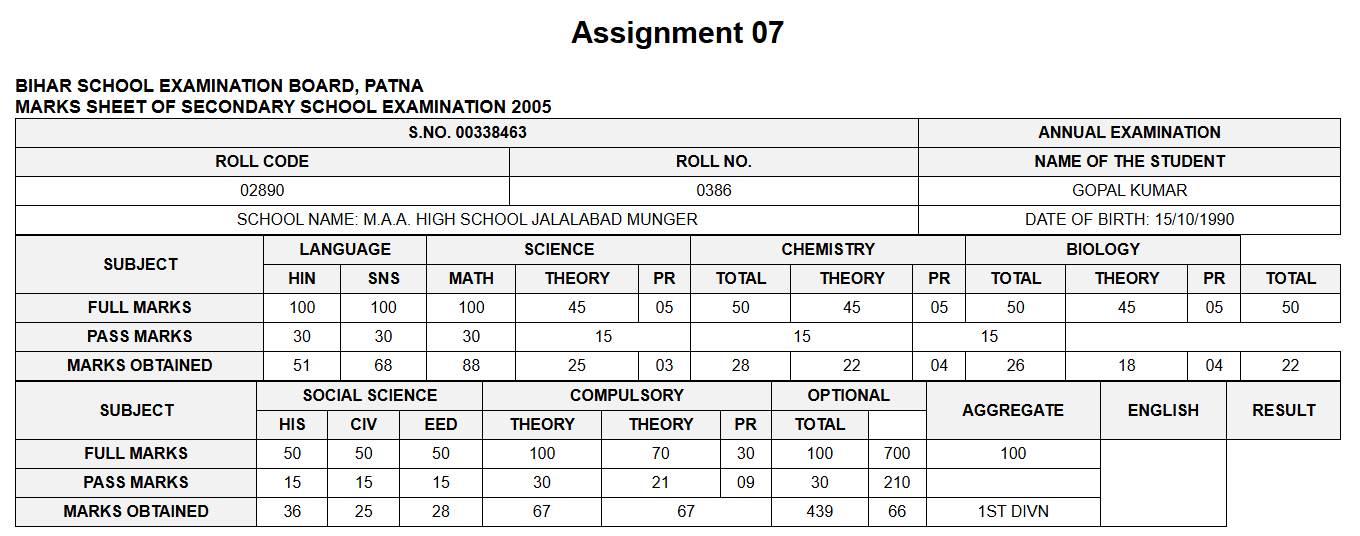 Assignment 07
BIHAR SCHOOL EXAMINATION BOARD, PATNA
MARKS SHEET OF SECONDARY SCHOOL EXAMINATION 2005
S.NO. 00338463 ANNUAL EXAMINATION
ROLL CODE ROLL NO. NAME OF THE STUDENT
02890 0386 GOPAL KUMAR
SCHOOL NAME: M.A.A. HIGH SCHOOL JALALABAD MUNGER DATE OF BIRTH: 15/10/1990
SUBJECT LANGUAGE SCIENCE CHEMISTRY BIOLOGY
HIN SNS MATH THEORY PR TOTAL THEORY PR TOTAL THEORY PR TOTAL
FULL MARKS 100 100 100 45 05 50 45 05 50 45 05 50
PASS MARKS 30 30 30 15 15 15
MARKS OBTAINED 51 68 88 25 03 28 22 04 26 18 04 22
SUBJECT SOCIAL SCIENCE COMPULSORY OPTIONAL AGGREGATE ENGLISH RESULT
HIS CIV EED THEORY THEORY PR TOTAL
FULL MARKS 50 50 50 100 70 30 100 700 100
PASS MARKS 15 15 15 30 21 09 30 210
MARKS OBTAINED 36 25 28 67 67 439 66 1ST DIVN